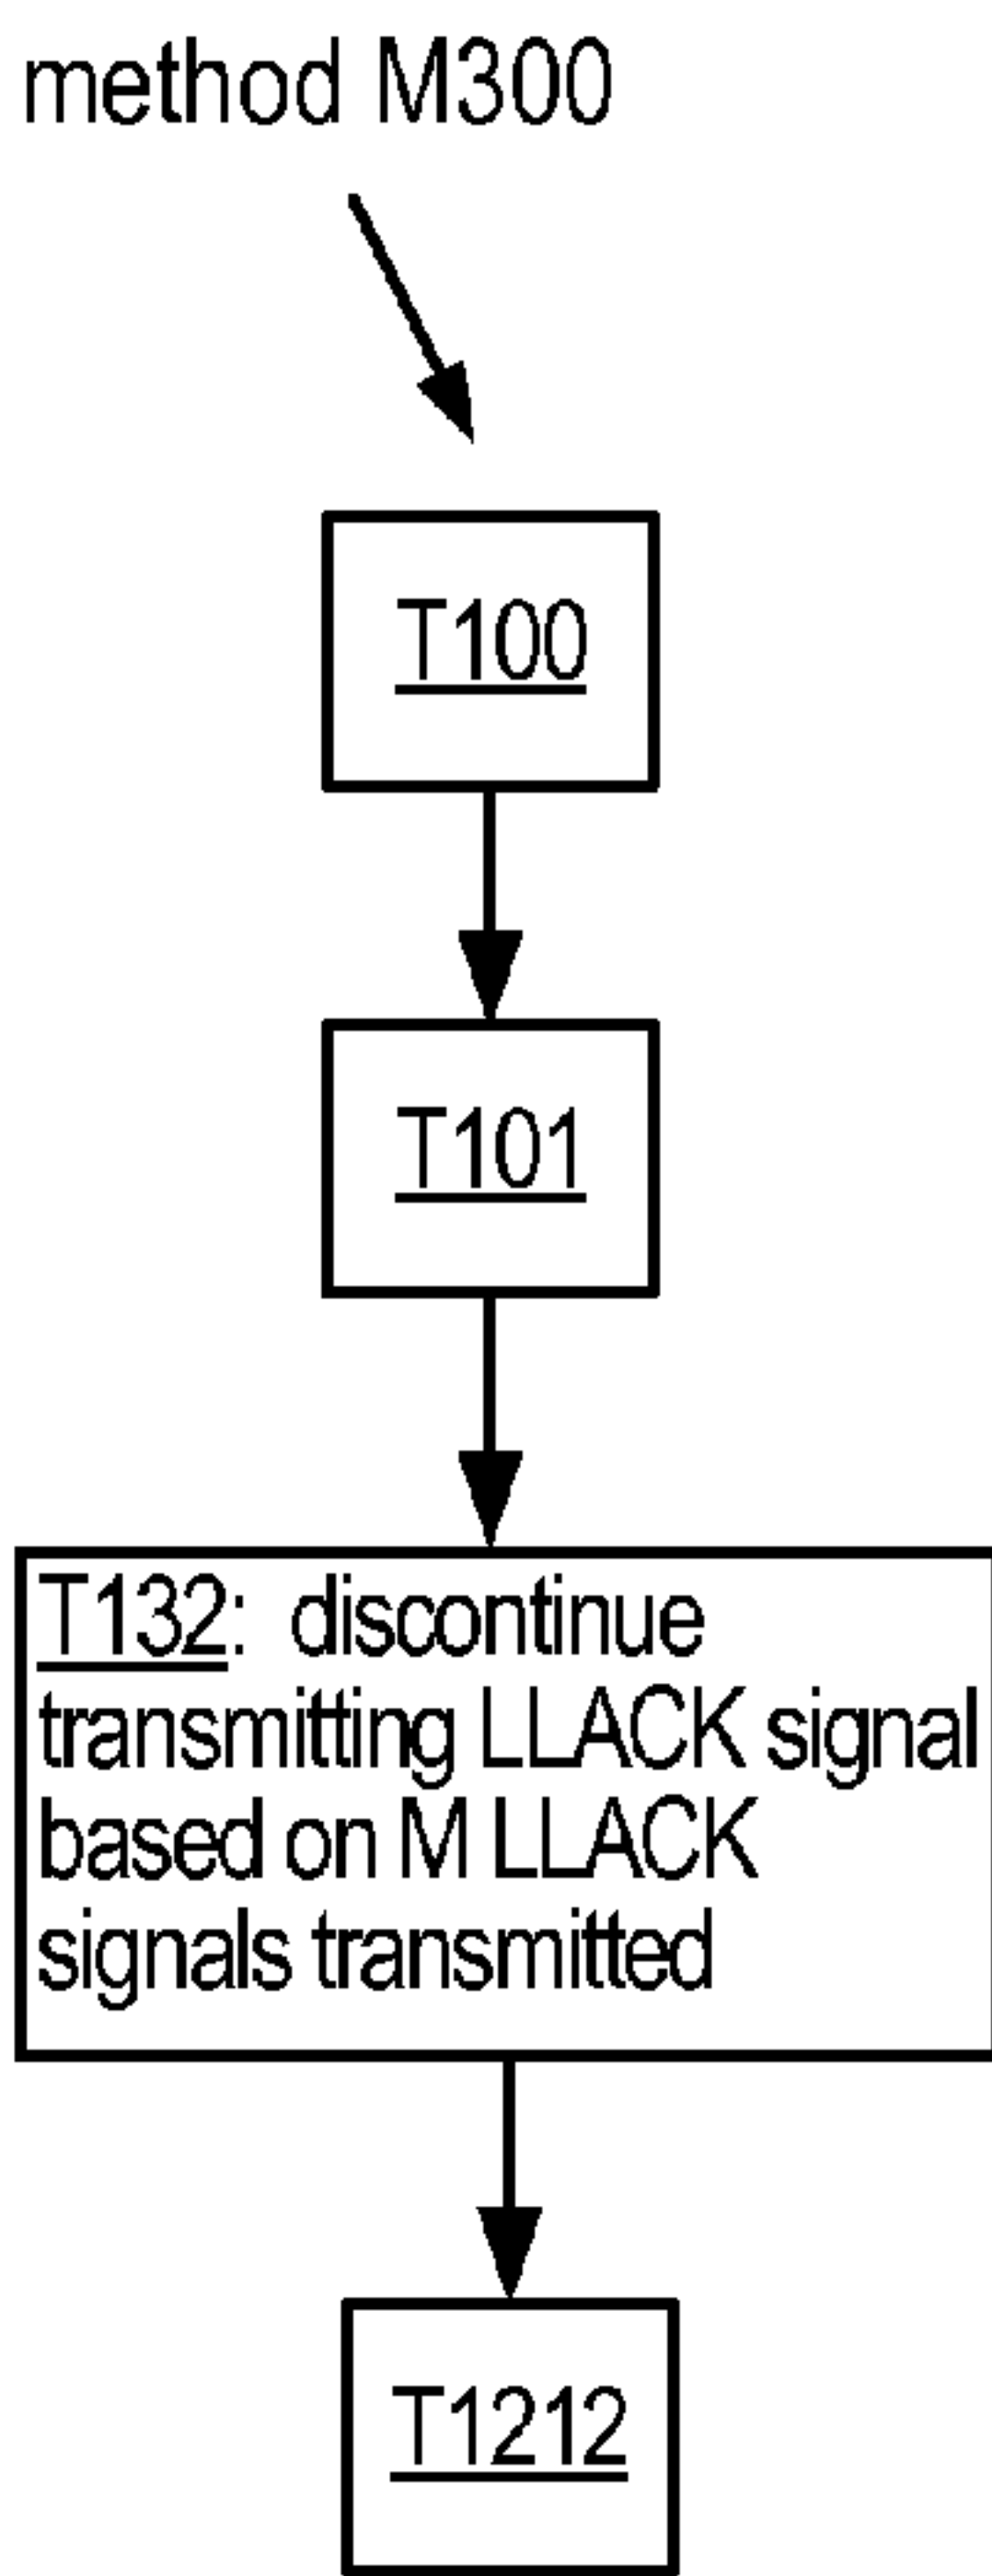 method M300
T100
T101
T132: discontinue
transmitting LLACK signal
based on M LLACK
signals transmitted
T1212